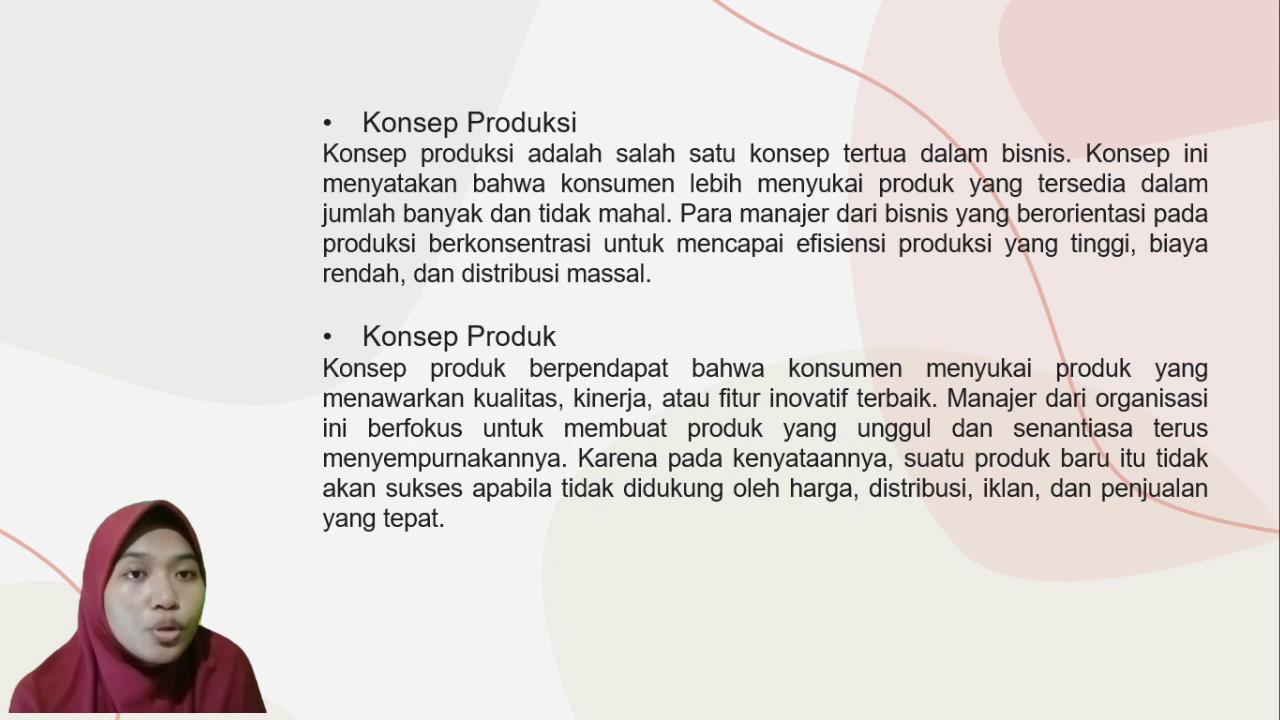 • Konsep Produksi
Konsep produksi adalah salah satu konsep tertua dalam bisnis. Konsep ini
menyatakan bahwa konsumen lebih menyukai produk yang tersedia dalam
jumlah banyak dan tidak mahal. Para manajer dari bisnis yang berorientasi pada
produksi berkonsentrasi untuk mencapai efisiensi produksi yang tinggi, biaya
rendah, dan distribusi massal.
• Konsep Produk
Konsep produk berpendapat bahwa konsumen menyukai produk yang
menawarkan kualitas, kinerja, atau fitur inovatif terbaik. Manajer dari organisasi
ini berfokus untuk membuat produk yang unggul dan senantiasa terus
menyempurnakannya. Karena pada kenyataannya, suatu produk baru itu tidak
akan sukses apabila tidak didukung oleh harga, distribusi, iklan, dan penjualan
yang tepat.